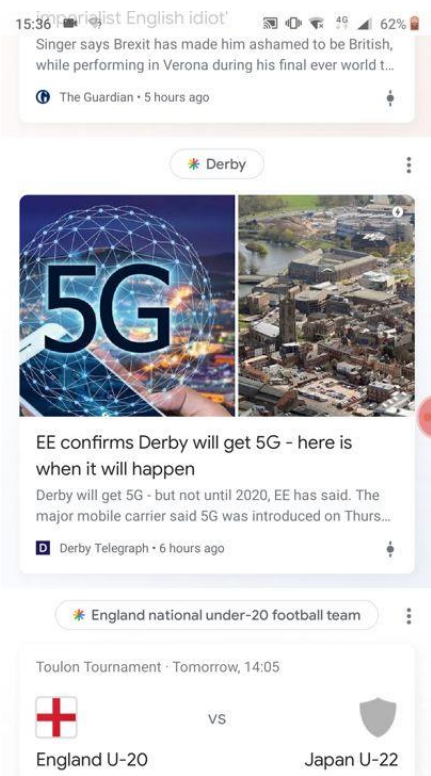 imperialist English idiot'
15:36
4G
62%
Singer says Brexit has made him ashamed to be British,
while performing in Verona during his final ever world t...
The Guardian • 5 hours ago
Derby
5G
EE confirms Derby will get 5G - here is
when it will happen
Derby will get 5G - but not until 2020, EE has said. The
major mobile carrier said 5G was introduced on Thurs...
D Derby Telegraph • 6 hours ago
England national under-20 football team
Toulon Tournament · Tomorrow, 14:05
VS
England U-20
Japan U-22